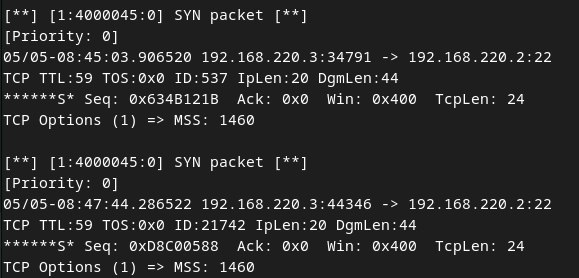 [**] [1:4000045:0] SYN packet [**]
[Priority: 0]
05/05-08:45:03.906520 192.168.220.3:34791 -> 192.168.220.2:22
TCP TTL:59 TOS:0x0 ID:537 IpLen:20 DgmLen:44
******S* Seq: 0x634B121B  Ack: 0x0  Win: 0x400  TcpLen: 24
TCP Options (1) => MSS: 1460

[**] [1:4000045:0] SYN packet [**]
[Priority: 0]
05/05-08:47:44.286522 192.168.220.3:44346 -> 192.168.220.2:22
TCP TTL:59 TOS:0x0 ID:21742 IpLen:20 DgmLen:44
******S* Seq: 0xD8C00588  Ack: 0x0  Win: 0x400  TcpLen: 24
TCP Options (1) => MSS: 1460